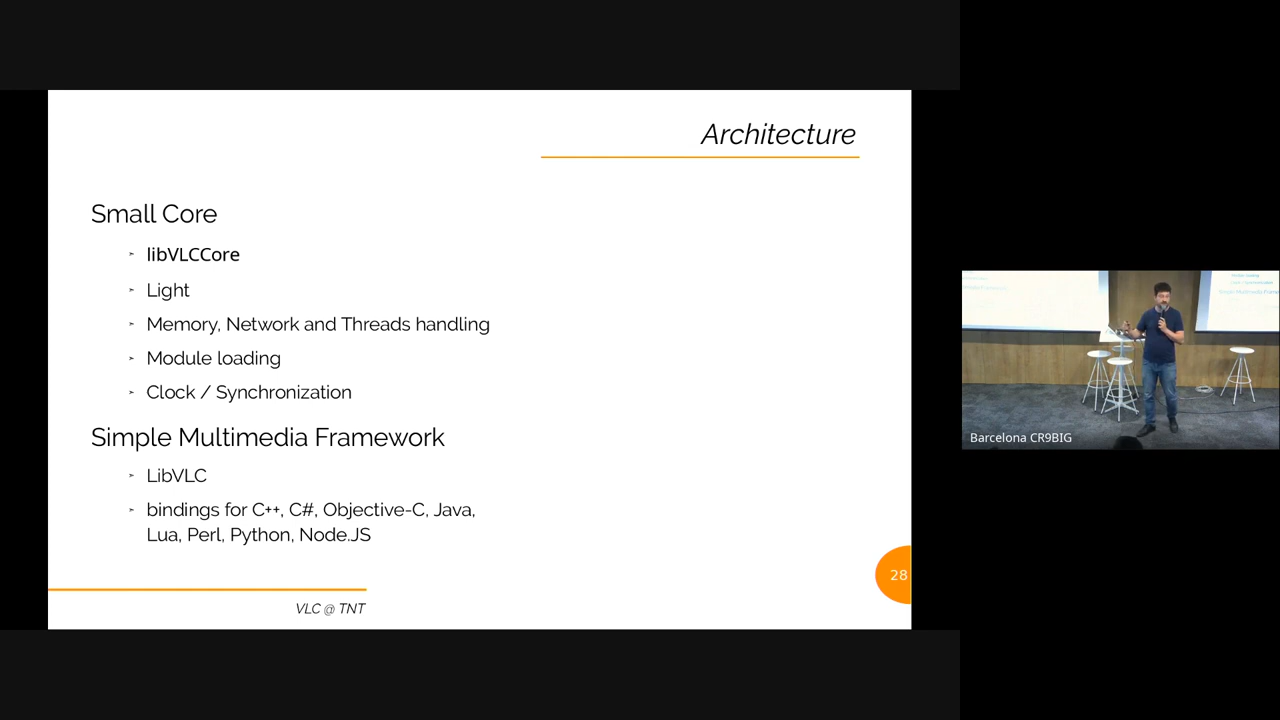 Architecture
Small Core
➢ libVLCCore
➢ Light
➢ Memory, Network and Threads handling
➢ Module loading
➢ Clock / Synchronization
Simple Multimedia Framework
➢ LibVLC
➢ bindings for C++, C#, Objective-C, Java,
Lua, Perl, Python, Node.JS
28
VLC @ TNT
Barcelona CR9BIG